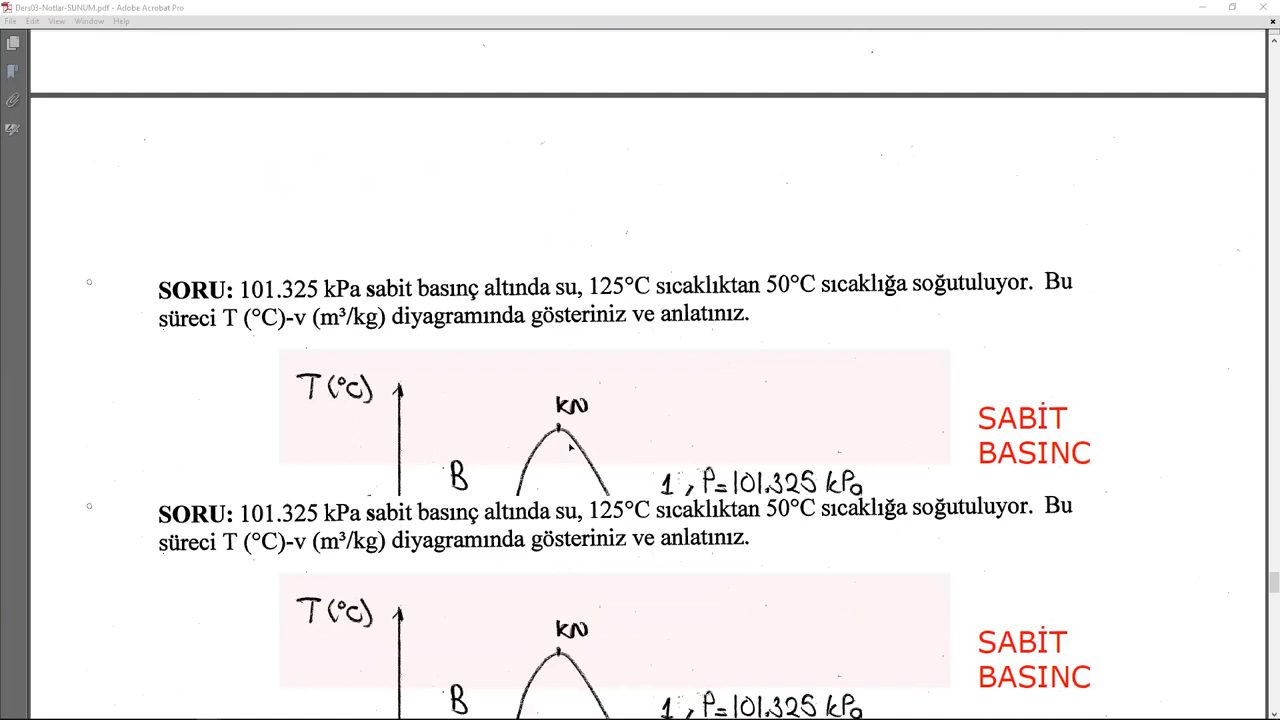 Ders03-Notlar-SUNUM.pdf - Adobe Acrobat Pro
File Edit View Window Help
SORU: 101.325 kPa sabit basınç altında su, 125°C sıcaklıktan 50°C sıcaklığa soğutuluyor. Bu
süreci T (°C)-v (m³/kg) diyagramında gösteriniz ve anlatınız.
T(°C)
KN
SABİT
BASINC
B
1, P=101.325 kPa
SORU: 101.325 kPa sabit basınç altında su, 125°C sıcaklıktan 50°C sıcaklığa soğutuluyor. Bu
süreci T (°C)-v (m³/kg) diyagramında gösteriniz ve anlatınız.
T(°C)
KN
SABİT
BASINC
B
1, P=101.325 kPa